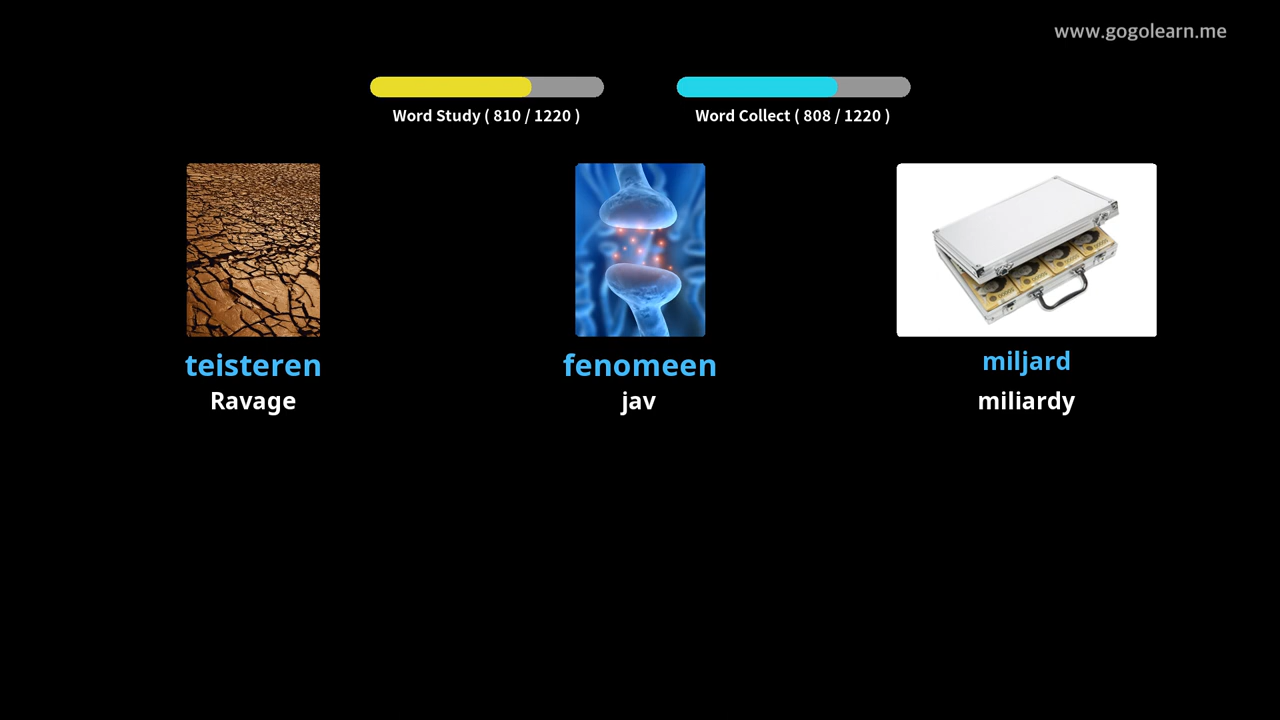 www.gogolearn.me
Word Study ( 810 / 1220 )
Word Collect ( 808 / 1220 )
teisteren
Ravage
fenomeen
jav
miljard
miliardy